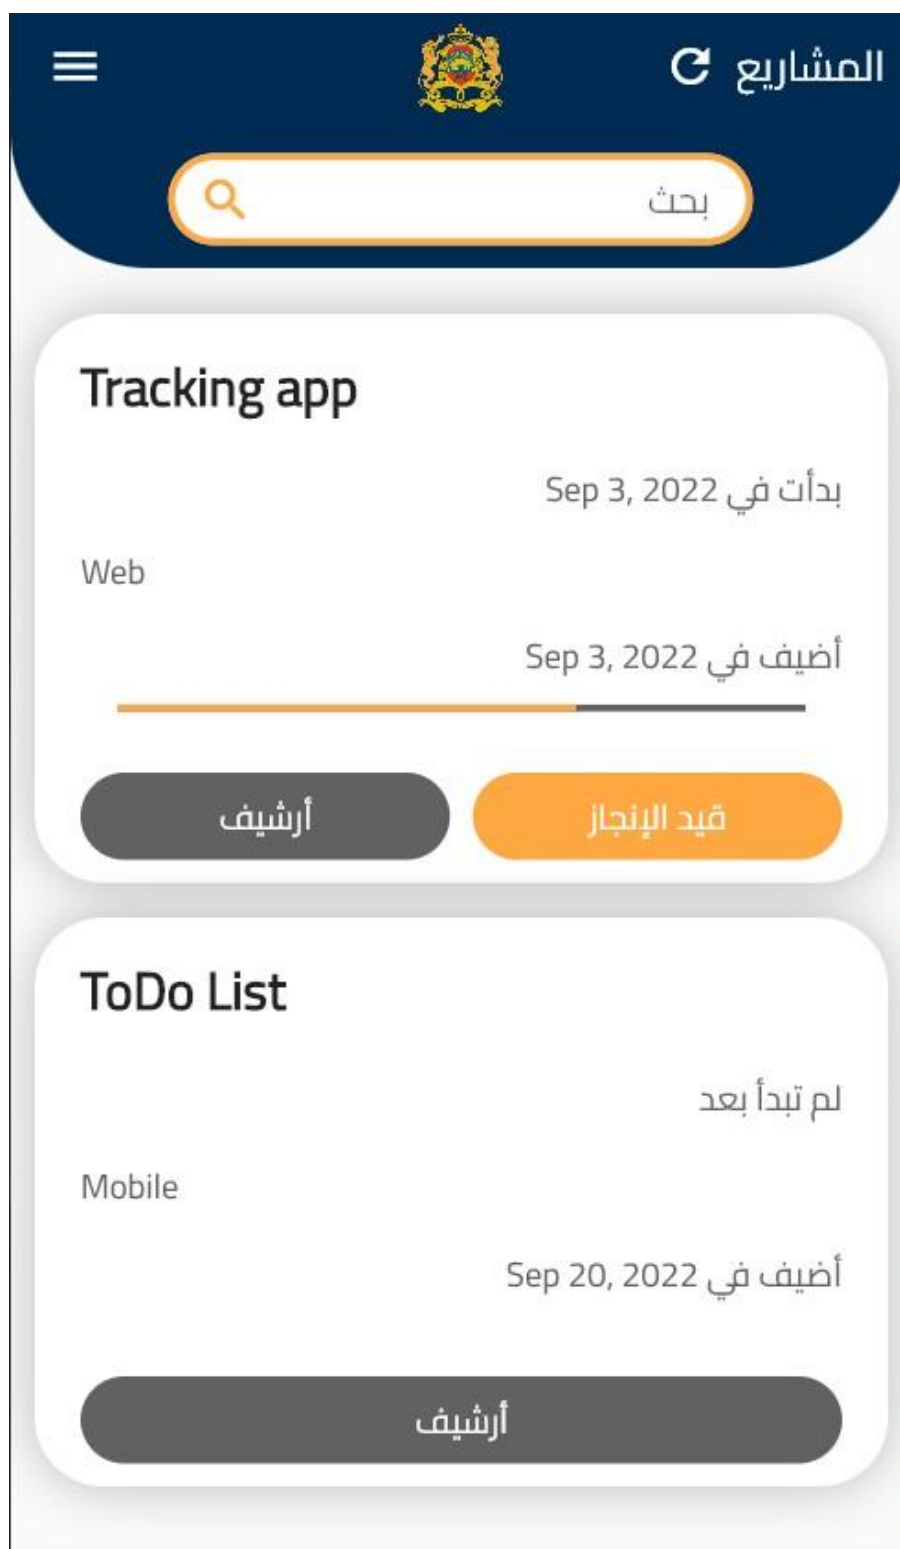 المشاريع
بحث
Tracking app
بدأت في Sep 3, 2022
Web
أضيف في Sep 3, 2022
قيد الإنجاز
أرشيف
ToDo List
لم تبدأ بعد
Mobile
أضيف في Sep 20, 2022
أرشيف